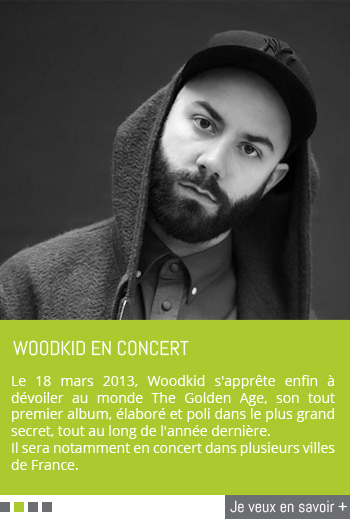 WOODKID EN CONCERT
Le 18 mars 2013, Woodkid s'apprête enfin à
dévoiler au monde The Golden Age, son tout
premier album, élaboré et poli dans le plus grand
secret, tout au long de l'année dernière.
Il sera notamment en concert dans plusieurs villes
de France.
Je veux en savoir +